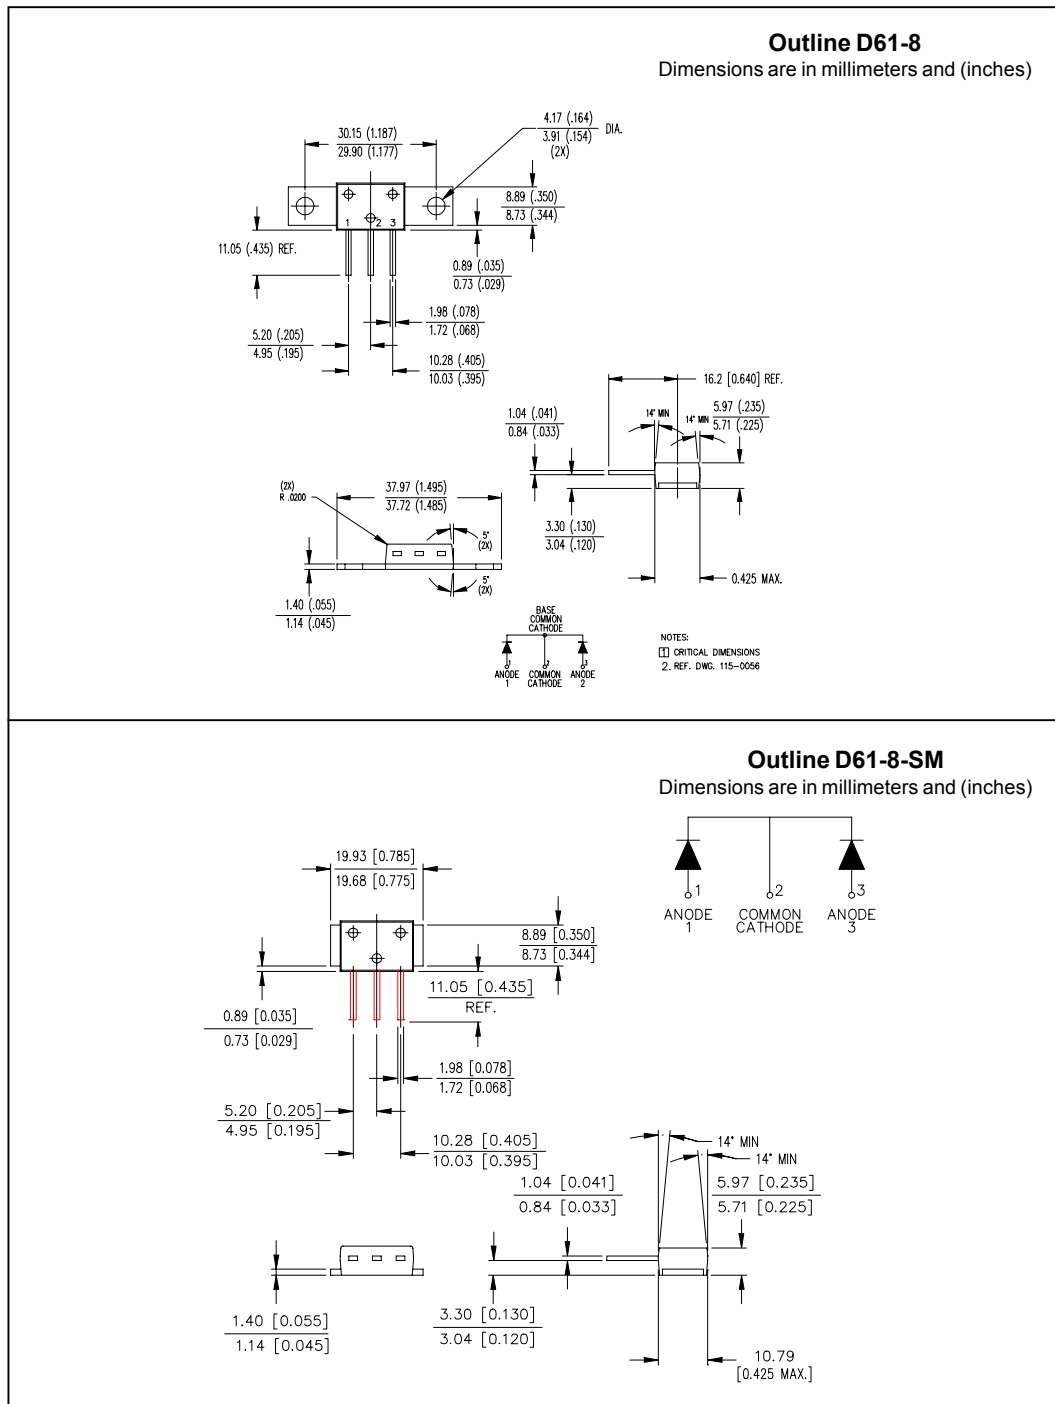 Outline D61-8
Dimensions are in millimeters and (inches)
30.15 (1.187)
29.90 (1.177)
4.17 (.164)
3.91 (.154)
DIA.
(2X)
8.89 (.350)
8.73 (.344)
1 2 3
11.05 (.435) REF.
0.89 (.035)
0.73 (.029)
1.98 (.078)
1.72 (.068)
5.20 (.205)
4.95 (.195)
10.28 (.405)
10.03 (.395)
16.2 [0.640] REF.
1.04 (.041)
0.84 (.033)
14° MIN
14° MIN
5.97 (.235)
5.71 (.225)
(2X)
R .0200
37.97 (1.495)
37.72 (1.485)
5°
(2X)
3.30 (.130)
3.04 (.120)
5°
(2X)
0.425 MAX.
1.40 (.055)
1.14 (.045)
BASE
COMMON
CATHODE
1 2 3
ANODE COMMON ANODE
1 CATHODE 2
NOTES:
1 CRITICAL DIMENSIONS
2. REF. DWG. 115-0056
Outline D61-8-SM
Dimensions are in millimeters and (inches)
1 2 3
ANODE COMMON ANODE
1 CATHODE 3
19.93 [0.785]
19.68 [0.775]
8.89 [0.350]
8.73 [0.344]
11.05 [0.435]
REF.
0.89 [0.035]
0.73 [0.029]
1.98 [0.078]
1.72 [0.068]
5.20 [0.205]
4.95 [0.195]
10.28 [0.405]
10.03 [0.395]
14° MIN
14° MIN
1.04 [0.041]
0.84 [0.033]
5.97 [0.235]
5.71 [0.225]
1.40 [0.055]
1.14 [0.045]
3.30 [0.130]
3.04 [0.120]
10.79
[0.425 MAX.]